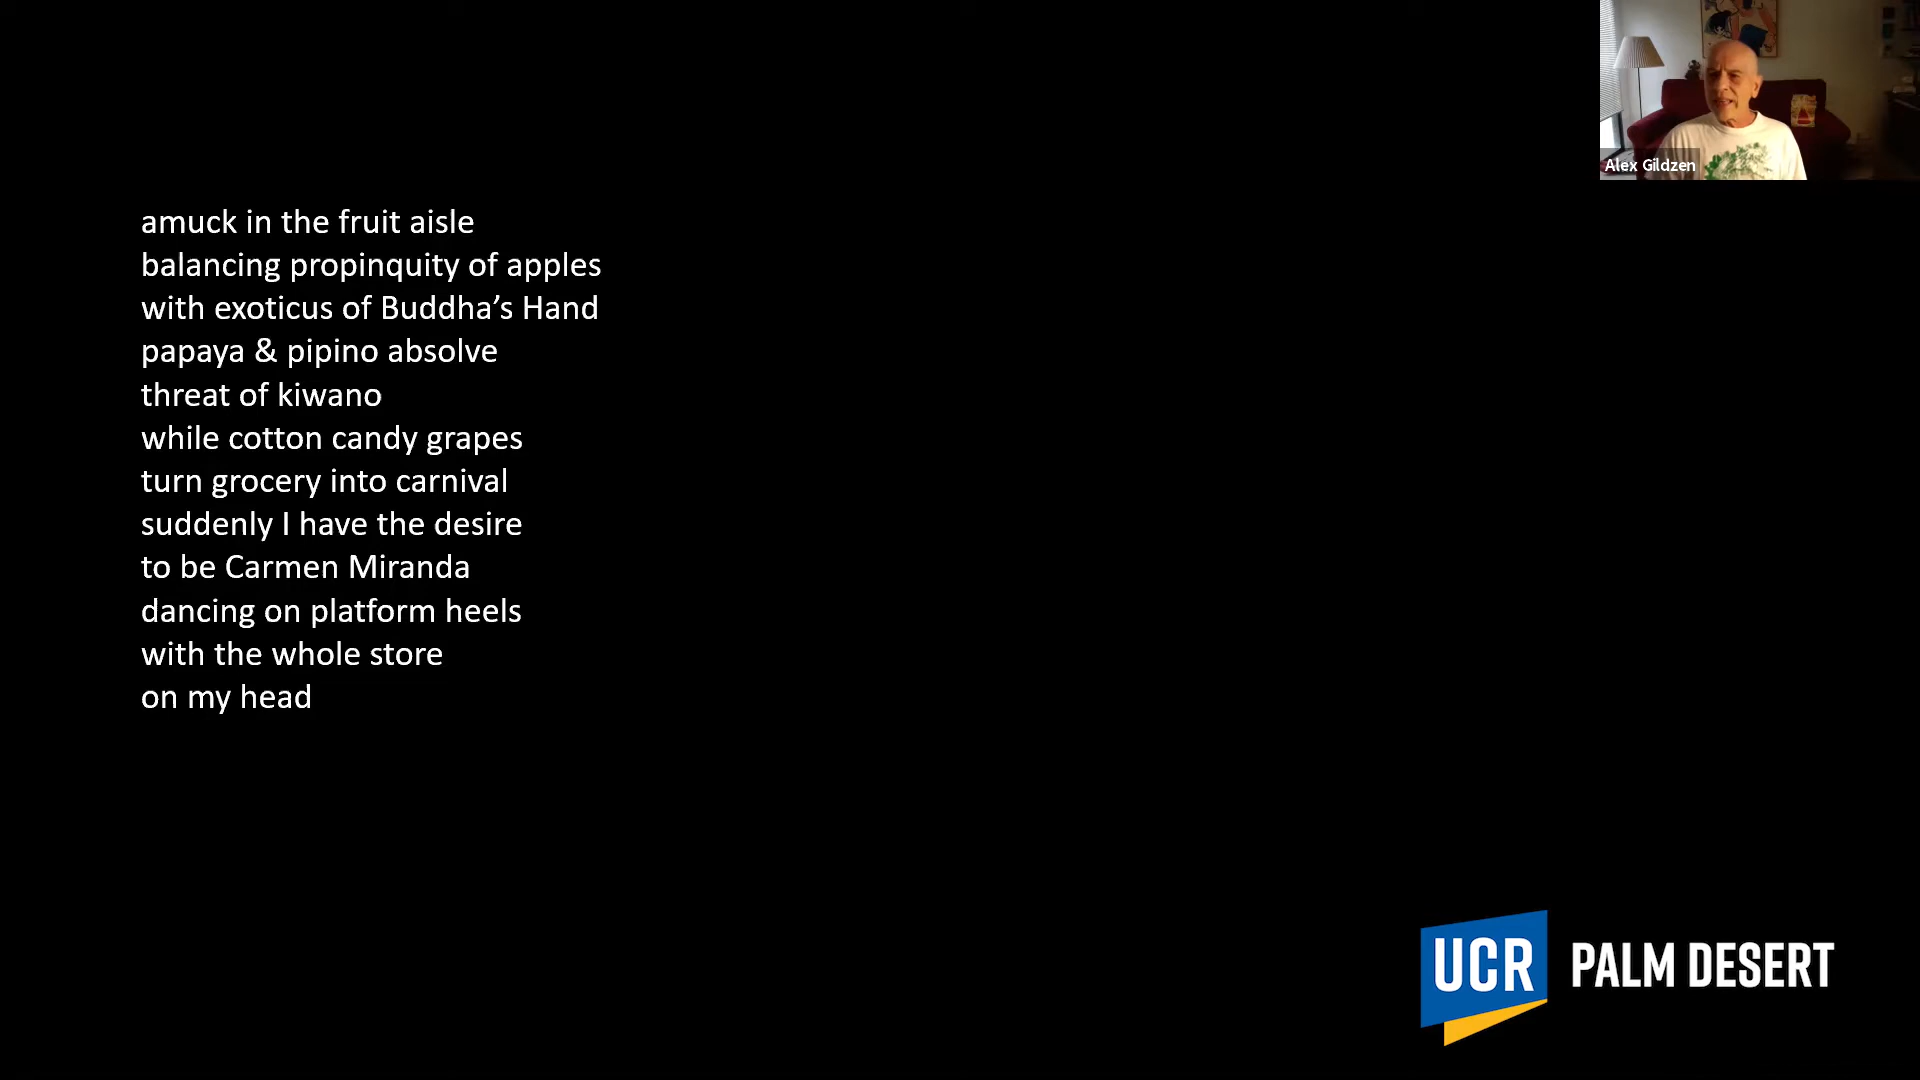 amuck in the fruit aisle
balancing propinquity of apples
with exoticus of Buddha’s Hand
papaya & pipino absolve
threat of kiwano
while cotton candy grapes
turn grocery into carnival
suddenly I have the desire
to be Carmen Miranda
dancing on platform heels
with the whole store
on my head
Alex Gildzen
UCR PALM DESERT